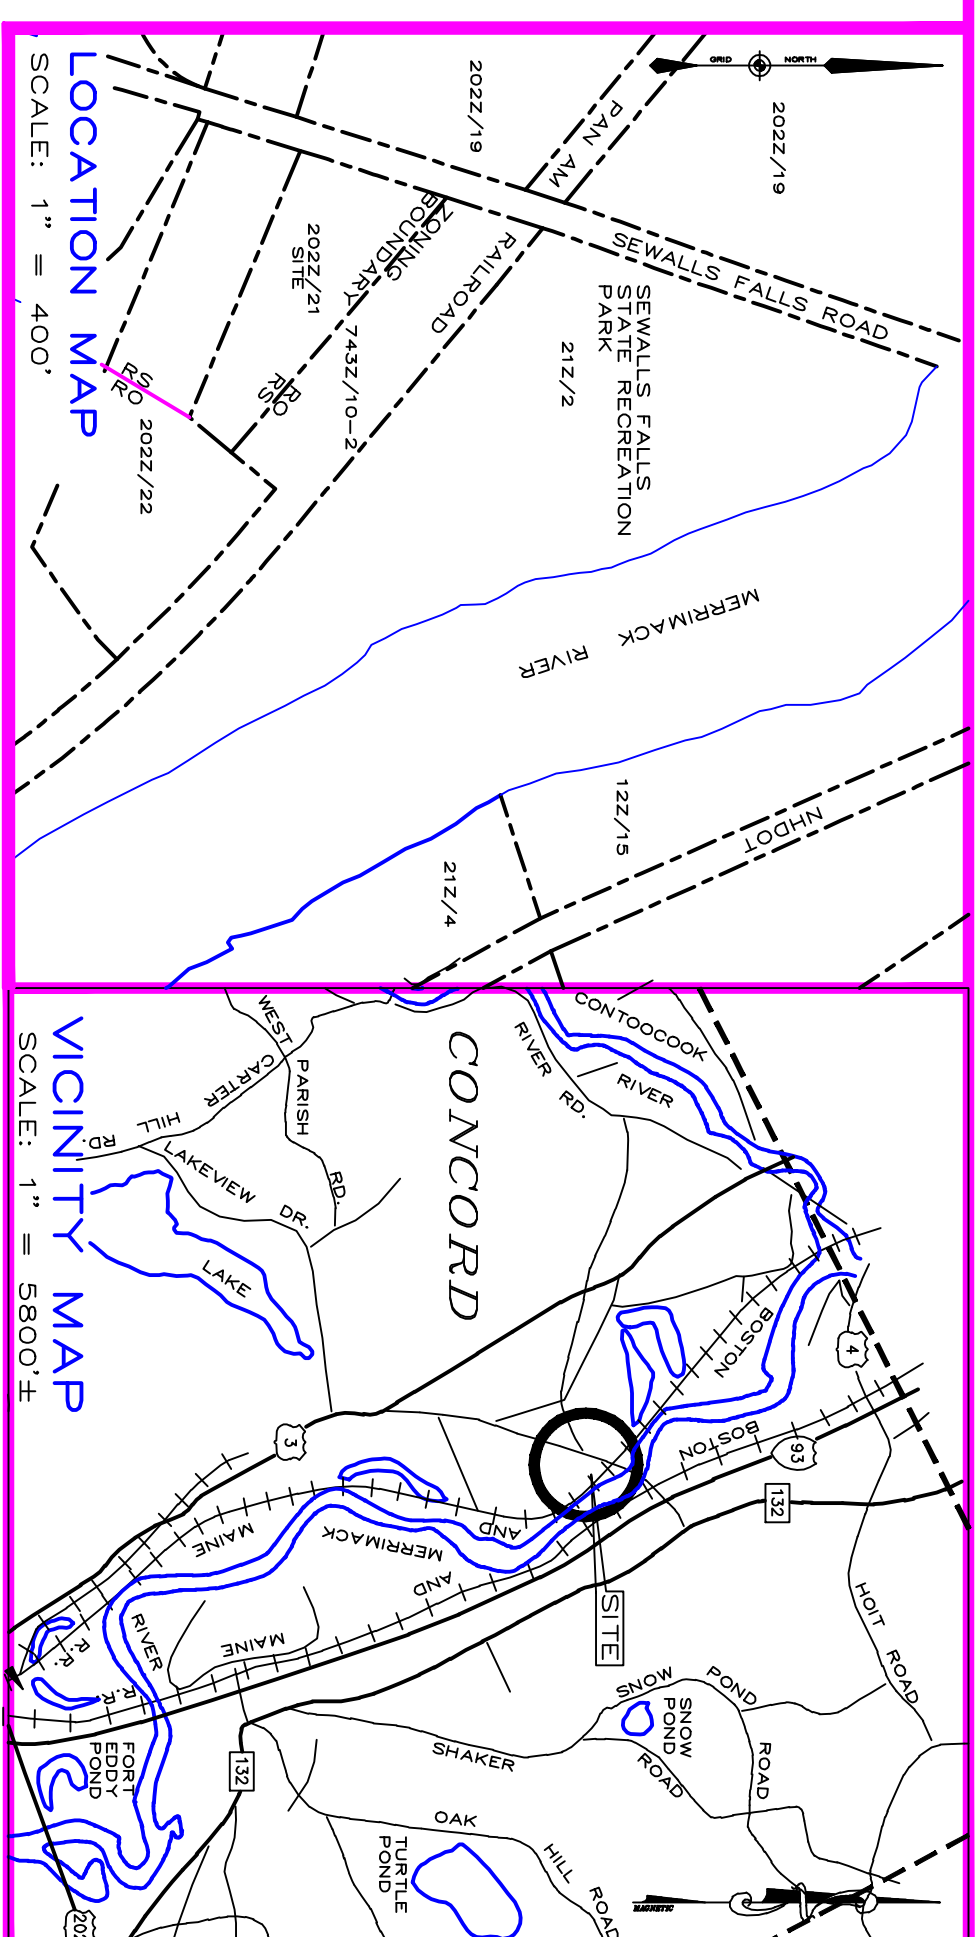 GRID NORTH
202Z/19
202Z/19
PAN AM
RAILROAD
SEWALLS FALLS ROAD
SEWALLS FALLS
STATE RECREATION
PARK
21Z/2
ZONING
BOUNDARY
743Z/10-2
202Z/21
SITE
RO
RS
RS
RO
202Z/22
MERRIMACK RIVER
12Z/15
21Z/4
NHDOT
LOCATION MAP
SCALE: 1" = 400'
CONTOOCOOK
RIVER
RIVER RD.
CONCORD
WEST
PARISH
RD.
CARTER
HILL
RD.
LAKEVIEW DR.
LAKE
BOSTON
BOSTON
4
93
132
3
AND
MAINE
MERRIMACK
AND
MAINE
RIVER
R.
R.
R.
R.
SITE
HOIT ROAD
SNOW POND
ROAD
SNOW
POND
ROAD
SHAKER
132
OAK
HILL
ROAD
TURTLE
POND
FORT
EDDY
POND
202
MAGNETIC
VICINITY MAP
SCALE: 1" = 5800'±